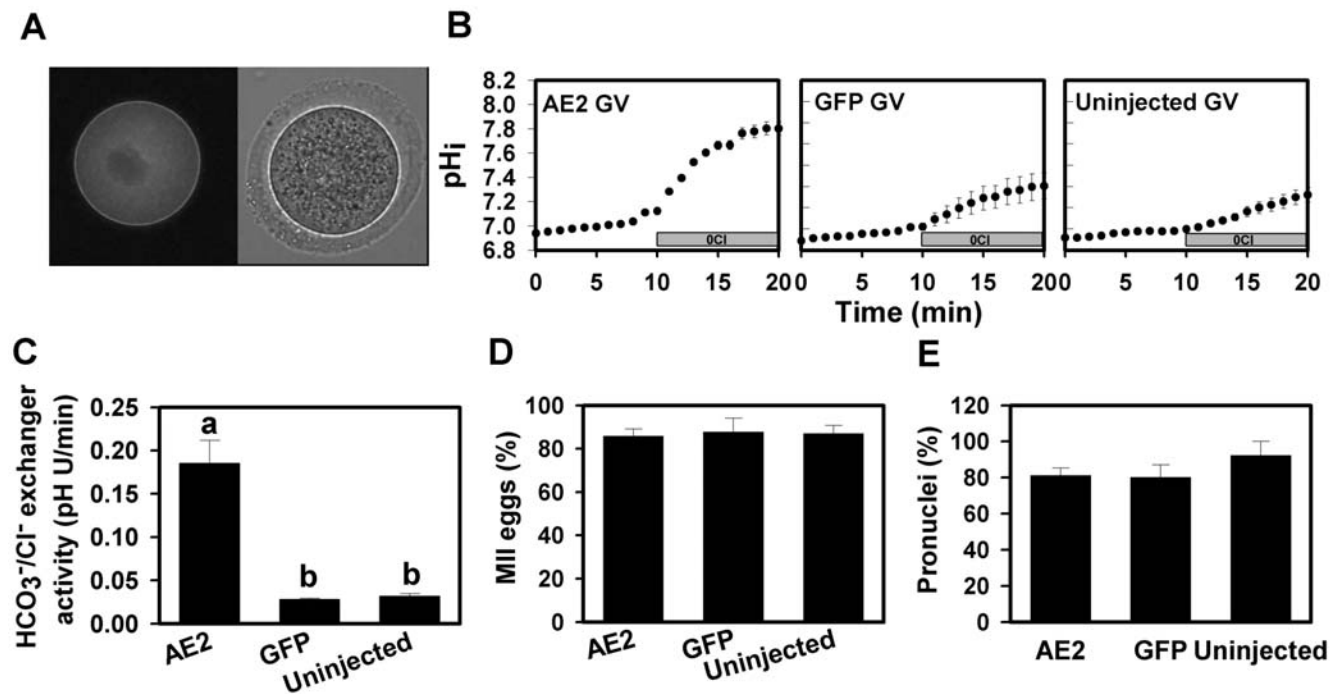 A
B
8.2
8.0
7.8
7.6
7.4
7.2
7.0
6.8
pHi
AE2 GV
GFP GV
Uninjected GV
0Cl
0Cl
0Cl
0 5 10 15 20
0 5 10 15 20
0 5 10 15 20
Time (min)
C
HCO3-/Cl- exchanger
activity (pH U/min)
0.25
0.20
0.15
0.10
0.05
0.00
a
b
b
AE2
GFP
Uninjected
D
MII eggs (%)
100
80
60
40
20
0
AE2
GFP
Uninjected
E
Pronuclei (%)
120
100
80
60
40
20
0
AE2
GFP
Uninjected